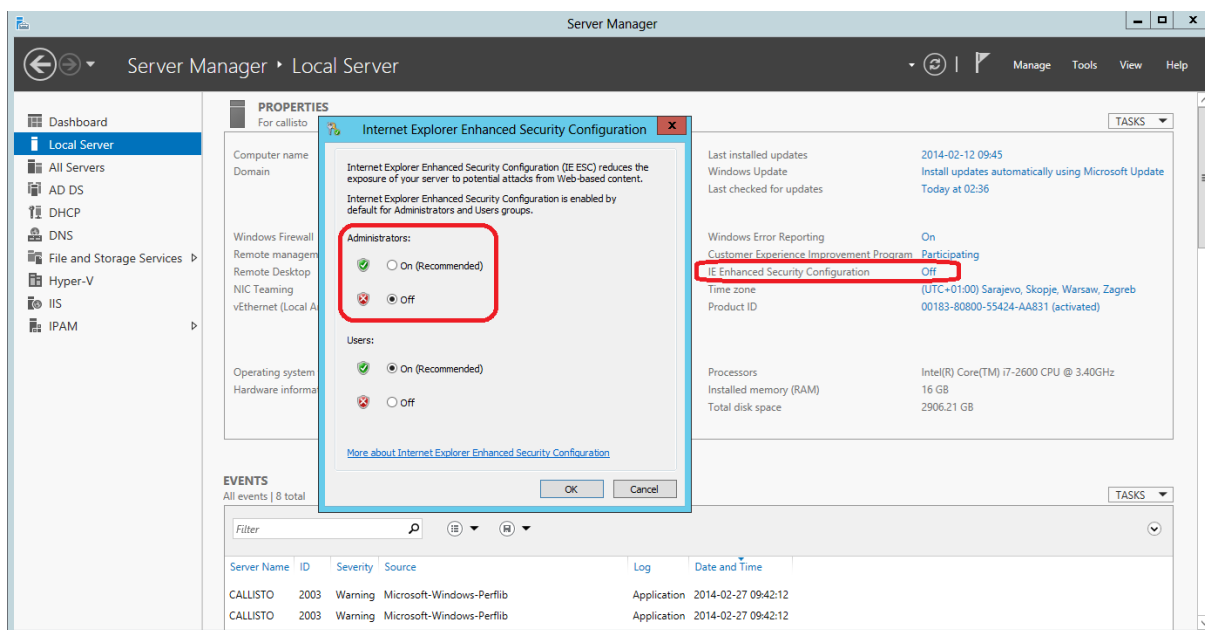 Server Manager
Server Manager • Local Server
Manage Tools View Help
Dashboard
Local Server
All Servers
AD DS
DHCP
DNS
File and Storage Services
Hyper-V
IIS
IPAM
PROPERTIES
For callisto
TASKS
Computer name
Domain
Windows Firewall
Remote managem
Remote Desktop
NIC Teaming
vEthernet (Local A
Operating system
Hardware informa
Internet Explorer Enhanced Security Configuration
Internet Explorer Enhanced Security Configuration (IE ESC) reduces the
exposure of your server to potential attacks from Web-based content.
Internet Explorer Enhanced Security Configuration is enabled by
default for Administrators and Users groups.
Administrators:
On (Recommended)
Off
Users:
On (Recommended)
Off
More about Internet Explorer Enhanced Security Configuration
OK Cancel
Last installed updates 2014-02-12 09:45
Windows Update Install updates automatically using Microsoft Update
Last checked for updates Today at 02:36
Windows Error Reporting On
Customer Experience Improvement Program Participating
IE Enhanced Security Configuration Off
Time zone (UTC+01:00) Sarajevo, Skopje, Warsaw, Zagreb
Product ID 00183-80800-55424-AA831 (activated)
Processors Intel(R) Core(TM) i7-2600 CPU @ 3.40GHz
Installed memory (RAM) 16 GB
Total disk space 2906.21 GB
EVENTS
All events | 8 total
TASKS
Filter
Server Name ID Severity Source Log Date and Time
CALLISTO 2003 Warning Microsoft-Windows-Perflib Application 2014-02-27 09:42:12
CALLISTO 2003 Warning Microsoft-Windows-Perflib Application 2014-02-27 09:42:12